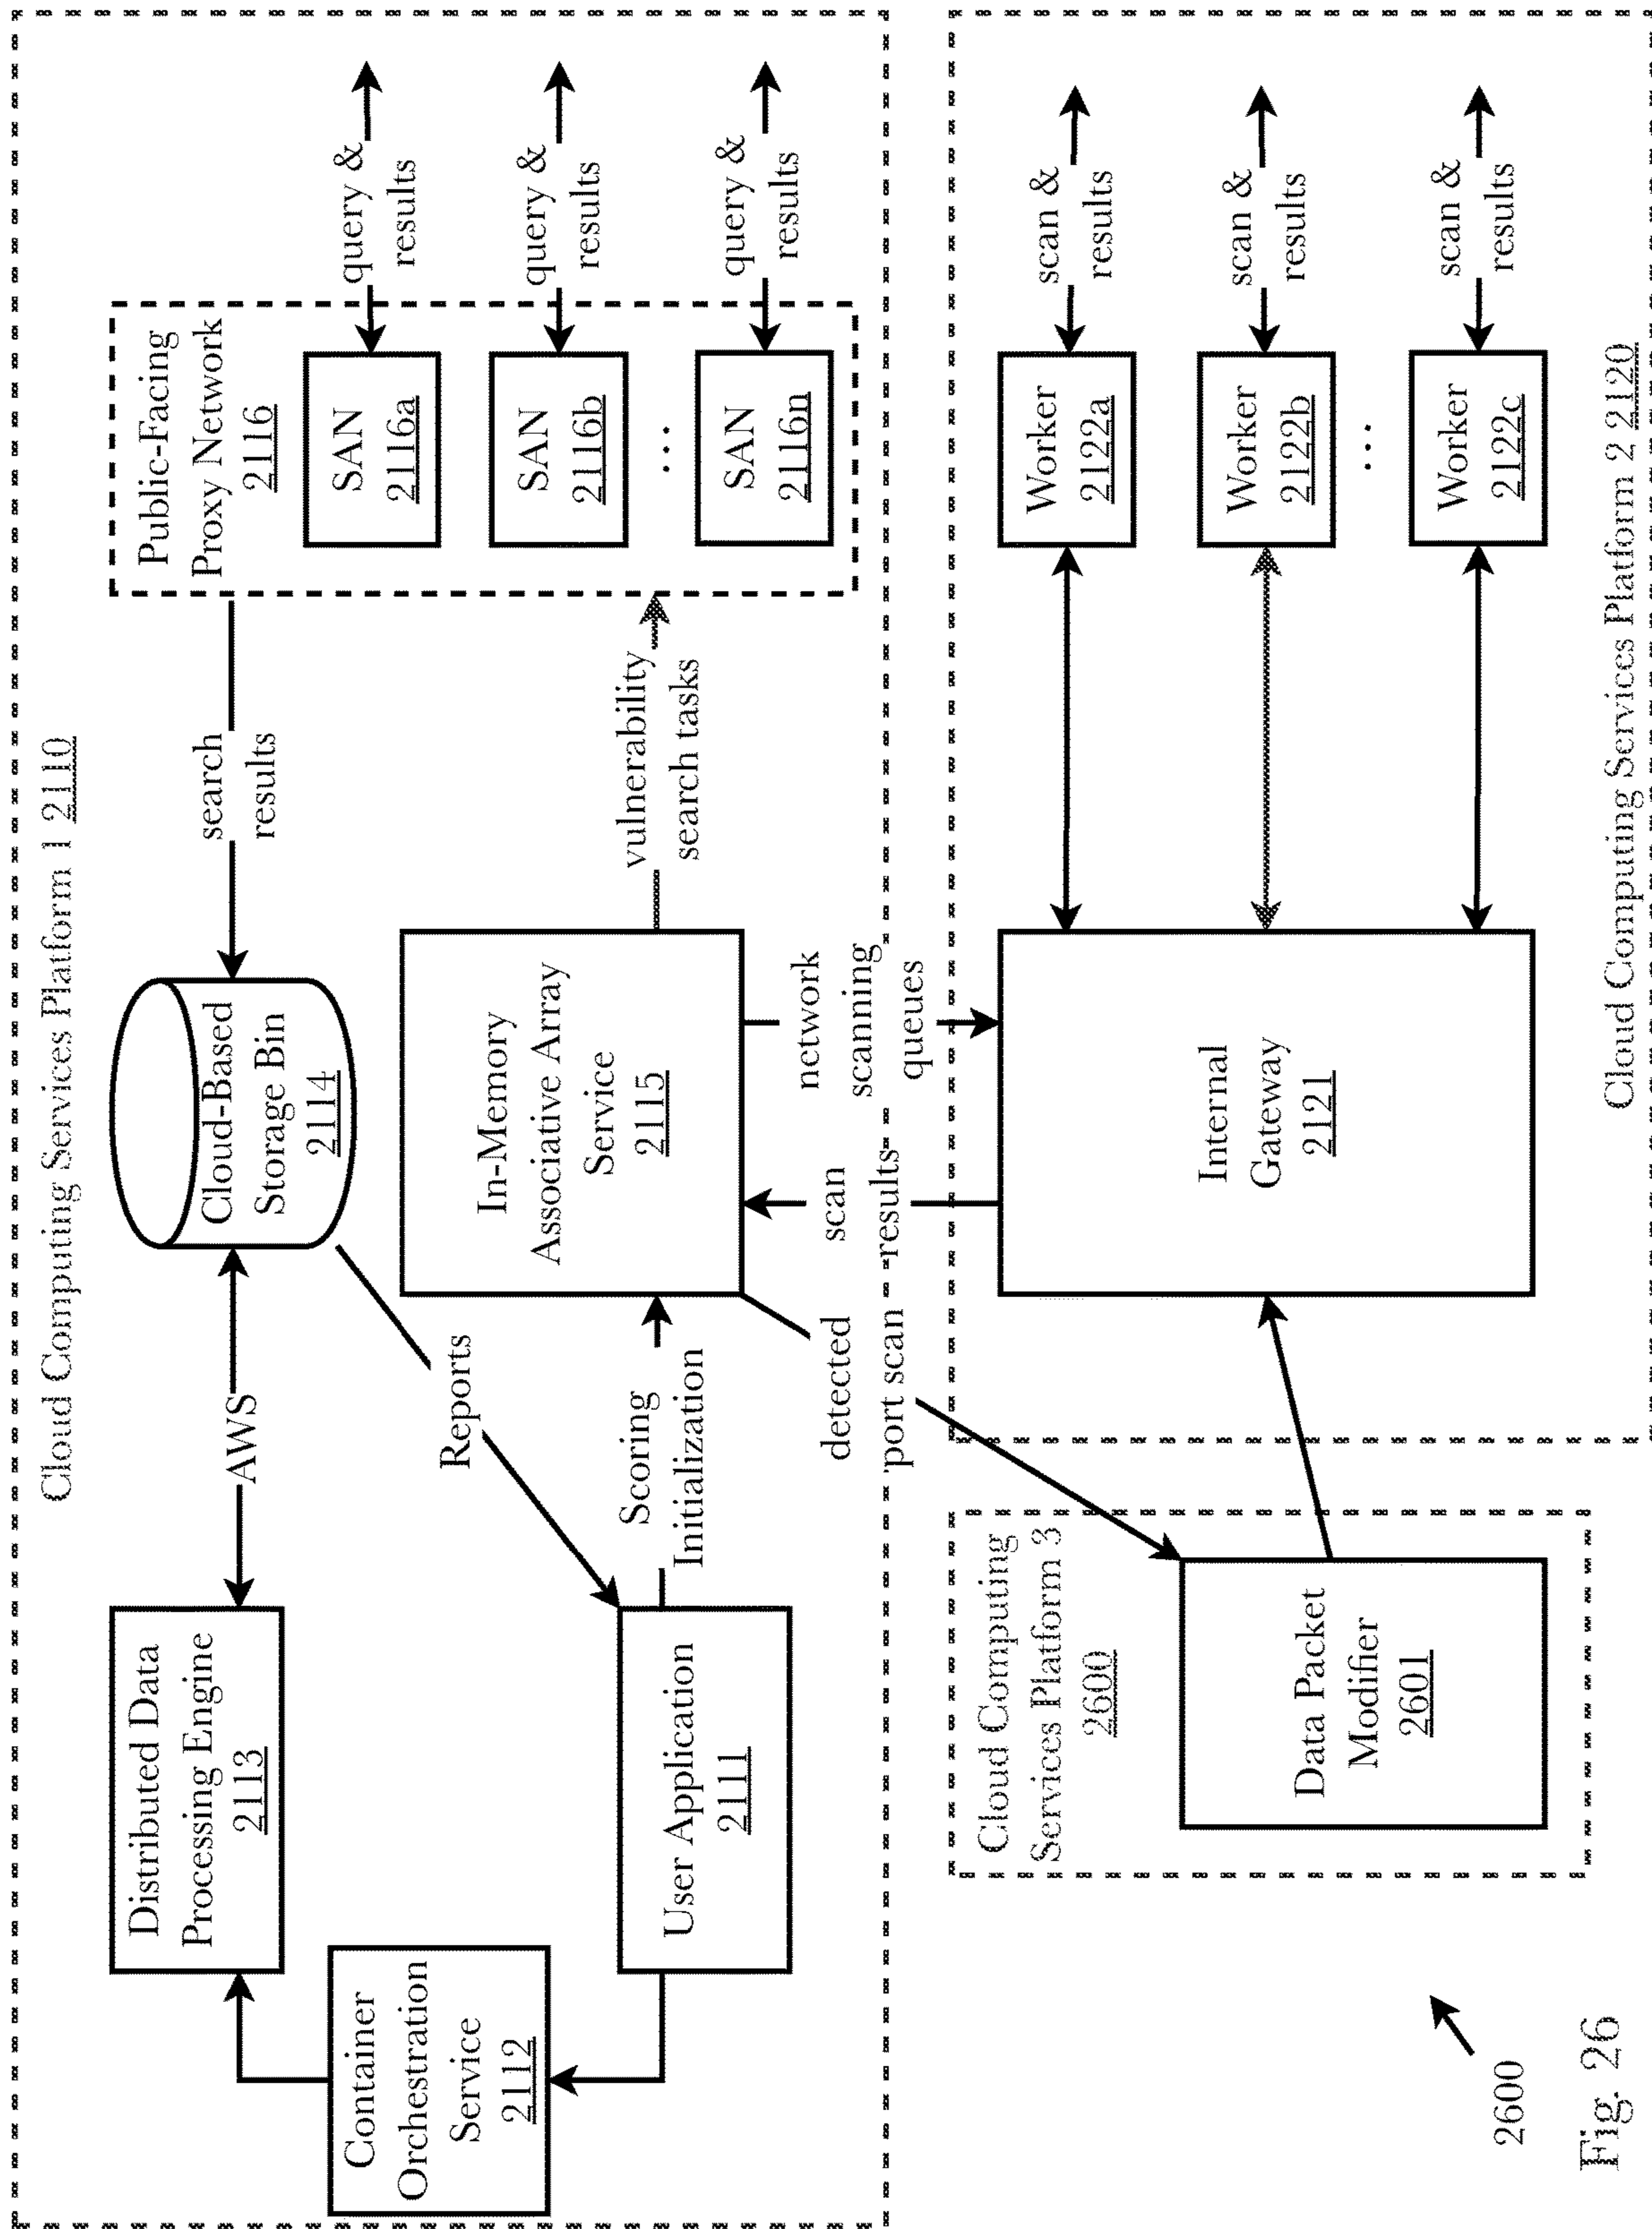 Cloud Computing Services Platform 1 2110
Distributed Data
Processing Engine
2113
AWS
Cloud-Based
Storage Bin
2114
search
results
Public-Facing
Proxy Network
2116
SAN
2116a
query &
results
SAN
2116b
query &
results
...
SAN
2116n
query &
results
Container
Orchestration
Service
2112
Reports
User Application
2111
Scoring
Initialization
In-Memory
Associative Array
Service
2115
vulnerability
search tasks
detected
port scan
scan
results
network
scanning
queues
Cloud Computing
Services Platform 3
2600
Data Packet
Modifier
2601
Internal
Gateway
2121
Worker
2122a
scan &
results
Worker
2122b
scan &
results
...
Worker
2122c
scan &
results
Cloud Computing Services Platform 2 2120
2600
Fig. 26